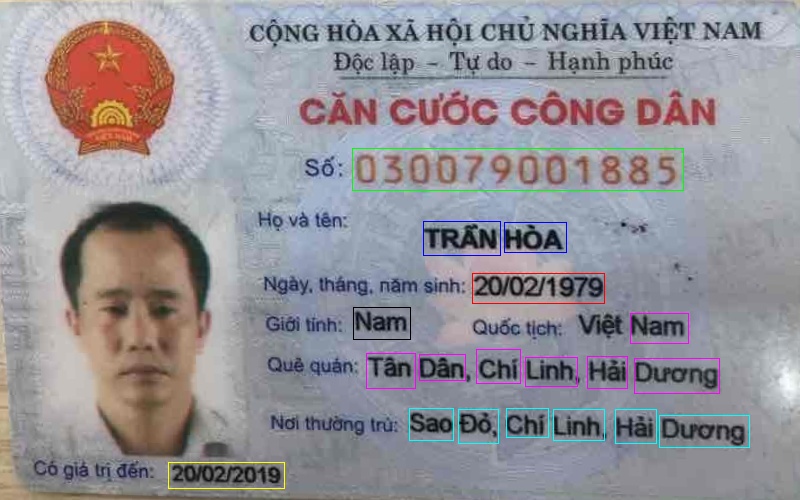 CỘNG HÒA XÃ HỘI CHỦ NGHĨA VIỆT NAM
Độc lập - Tự do - Hạnh phúc
CĂN CƯỚC CÔNG DÂN
Số: 030079001885
Họ và tên:
TRẦN HÒA
Ngày, tháng, năm sinh: 20/02/1979
Giới tính: Nam Quốc tịch: Việt Nam
Quê quán: Tân Dân, Chí Linh, Hải Dương
Nơi thường trú: Sao Đỏ, Chí Linh, Hải Dương
Có giá trị đến: 20/02/2019
VIỆT NAM